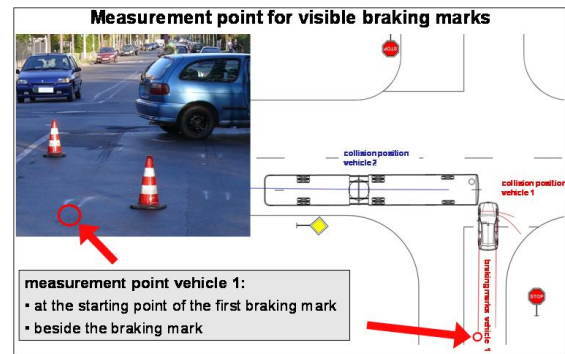 Measurement point for visible braking marks
STOP
collision position
vehicle 2
collision position
vehicle 1
measurement point vehicle 1:
▪ at the starting point of the first braking mark
▪ beside the braking mark
braking marks vehicle 1
STOP